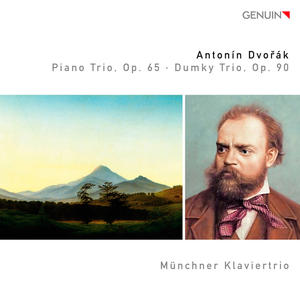 GENUIN
Antonín Dvořák
Piano Trio, Op. 65 · Dumky Trio, Op. 90
Münchner Klaviertrio